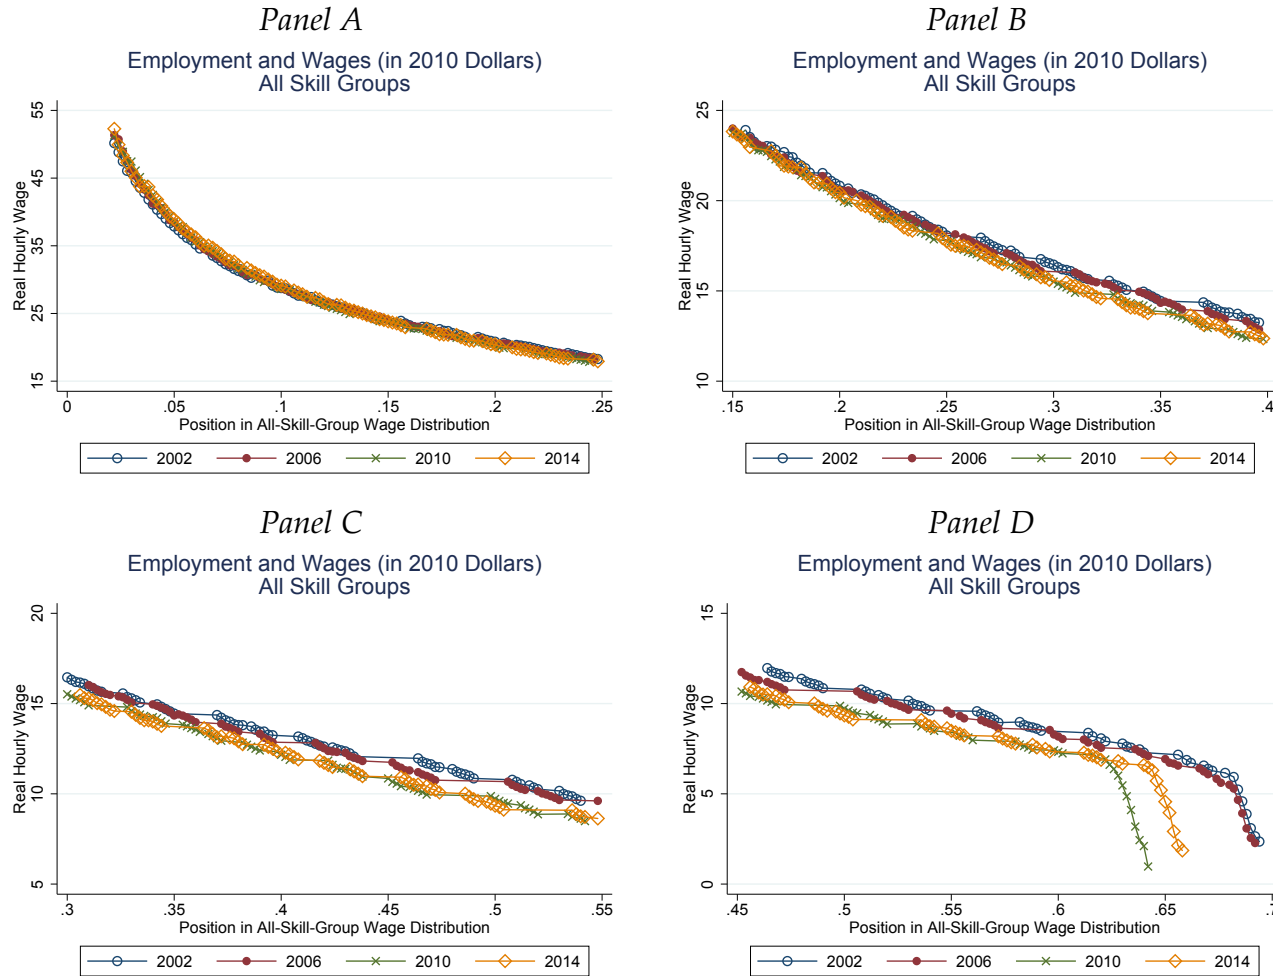 Panel A
Employment and Wages (in 2010 Dollars)
All Skill Groups
Real Hourly Wage
55
45
35
25
15
0 .05 .1 .15 .2 .25
Position in All-Skill-Group Wage Distribution
2002 2006 2010 2014
Panel B
Employment and Wages (in 2010 Dollars)
All Skill Groups
Real Hourly Wage
25
20
15
10
.15 .2 .25 .3 .35 .4
Position in All-Skill-Group Wage Distribution
2002 2006 2010 2014
Panel C
Employment and Wages (in 2010 Dollars)
All Skill Groups
Real Hourly Wage
20
15
10
5
.3 .35 .4 .45 .5 .55
Position in All-Skill-Group Wage Distribution
2002 2006 2010 2014
Panel D
Employment and Wages (in 2010 Dollars)
All Skill Groups
Real Hourly Wage
15
10
5
0
.45 .5 .55 .6 .65 .7
Position in All-Skill-Group Wage Distribution
2002 2006 2010 2014